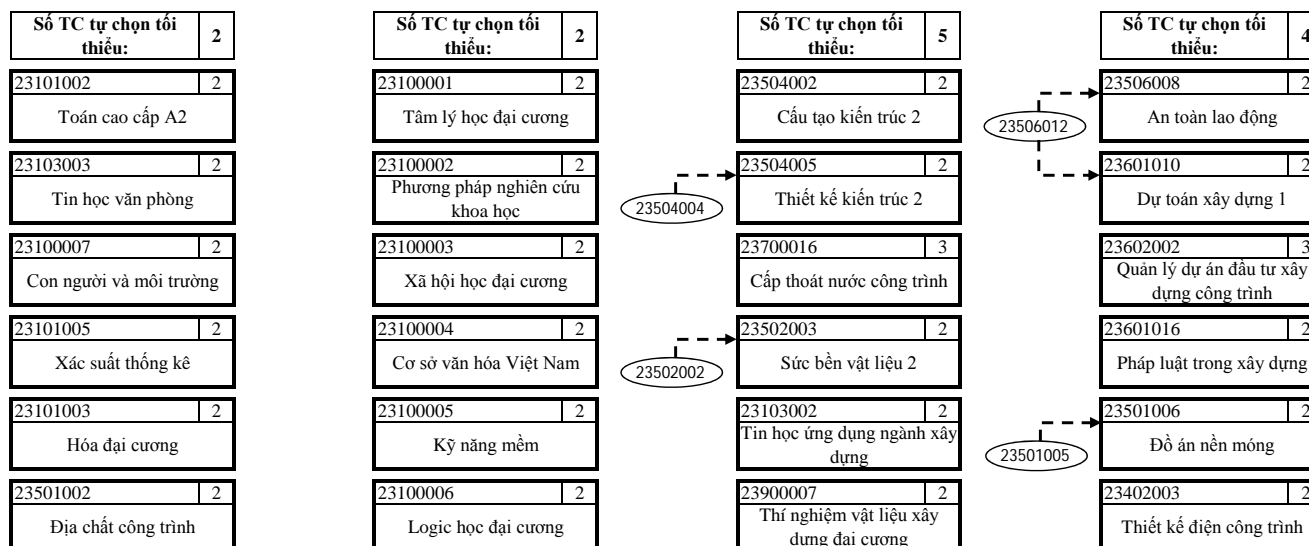 Số TC tự chọn tối
thiểu:
2
23101002 2
Toán cao cấp A2
23103003 2
Tin học văn phòng
23100007 2
Con người và môi trường
23101005 2
Xác suất thống kê
23101003 2
Hóa đại cương
23501002 2
Địa chất công trình
Số TC tự chọn tối
thiểu:
2
23100001 2
Tâm lý học đại cương
23100002 2
Phương pháp nghiên cứu
khoa học
23100003 2
Xã hội học đại cương
23100004 2
Cơ sở văn hóa Việt Nam
23100005 2
Kỹ năng mềm
23100006 2
Logic học đại cương
Số TC tự chọn tối
thiểu:
5
23504002 2
Cấu tạo kiến trúc 2
23504004
23504005 2
Thiết kế kiến trúc 2
23700016 3
Cấp thoát nước công trình
23502002
23502003 2
Sức bền vật liệu 2
23103002 2
Tin học ứng dụng ngành xây
dựng
23900007 2
Thí nghiệm vật liệu xây
dựng đại cương
Số TC tự chọn tối
thiểu:
4
23506012
23506008 2
An toàn lao động
23601010 2
Dự toán xây dựng 1
23602002 3
Quản lý dự án đầu tư xây
dựng công trình
23601016 2
Pháp luật trong xây dựng
23501005
23501006 2
Đồ án nền móng
23402003 2
Thiết kế điện công trình